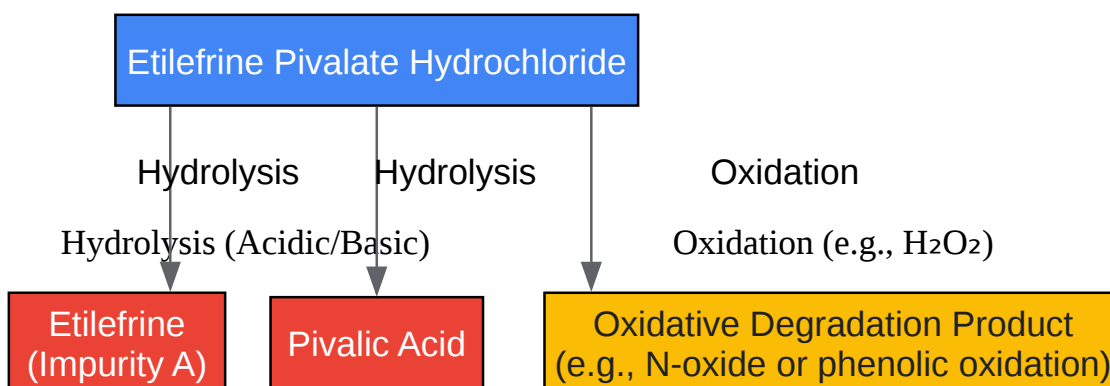 Etilefrine Pivalate Hydrochloride
Hydrolysis
Hydrolysis
Oxidation
Hydrolysis (Acidic/Basic)
Oxidation (e.g., H₂O₂)
Etilefrine
(Impurity A)
Pivalic Acid
Oxidative Degradation Product
(e.g., N-oxide or phenolic oxidation)